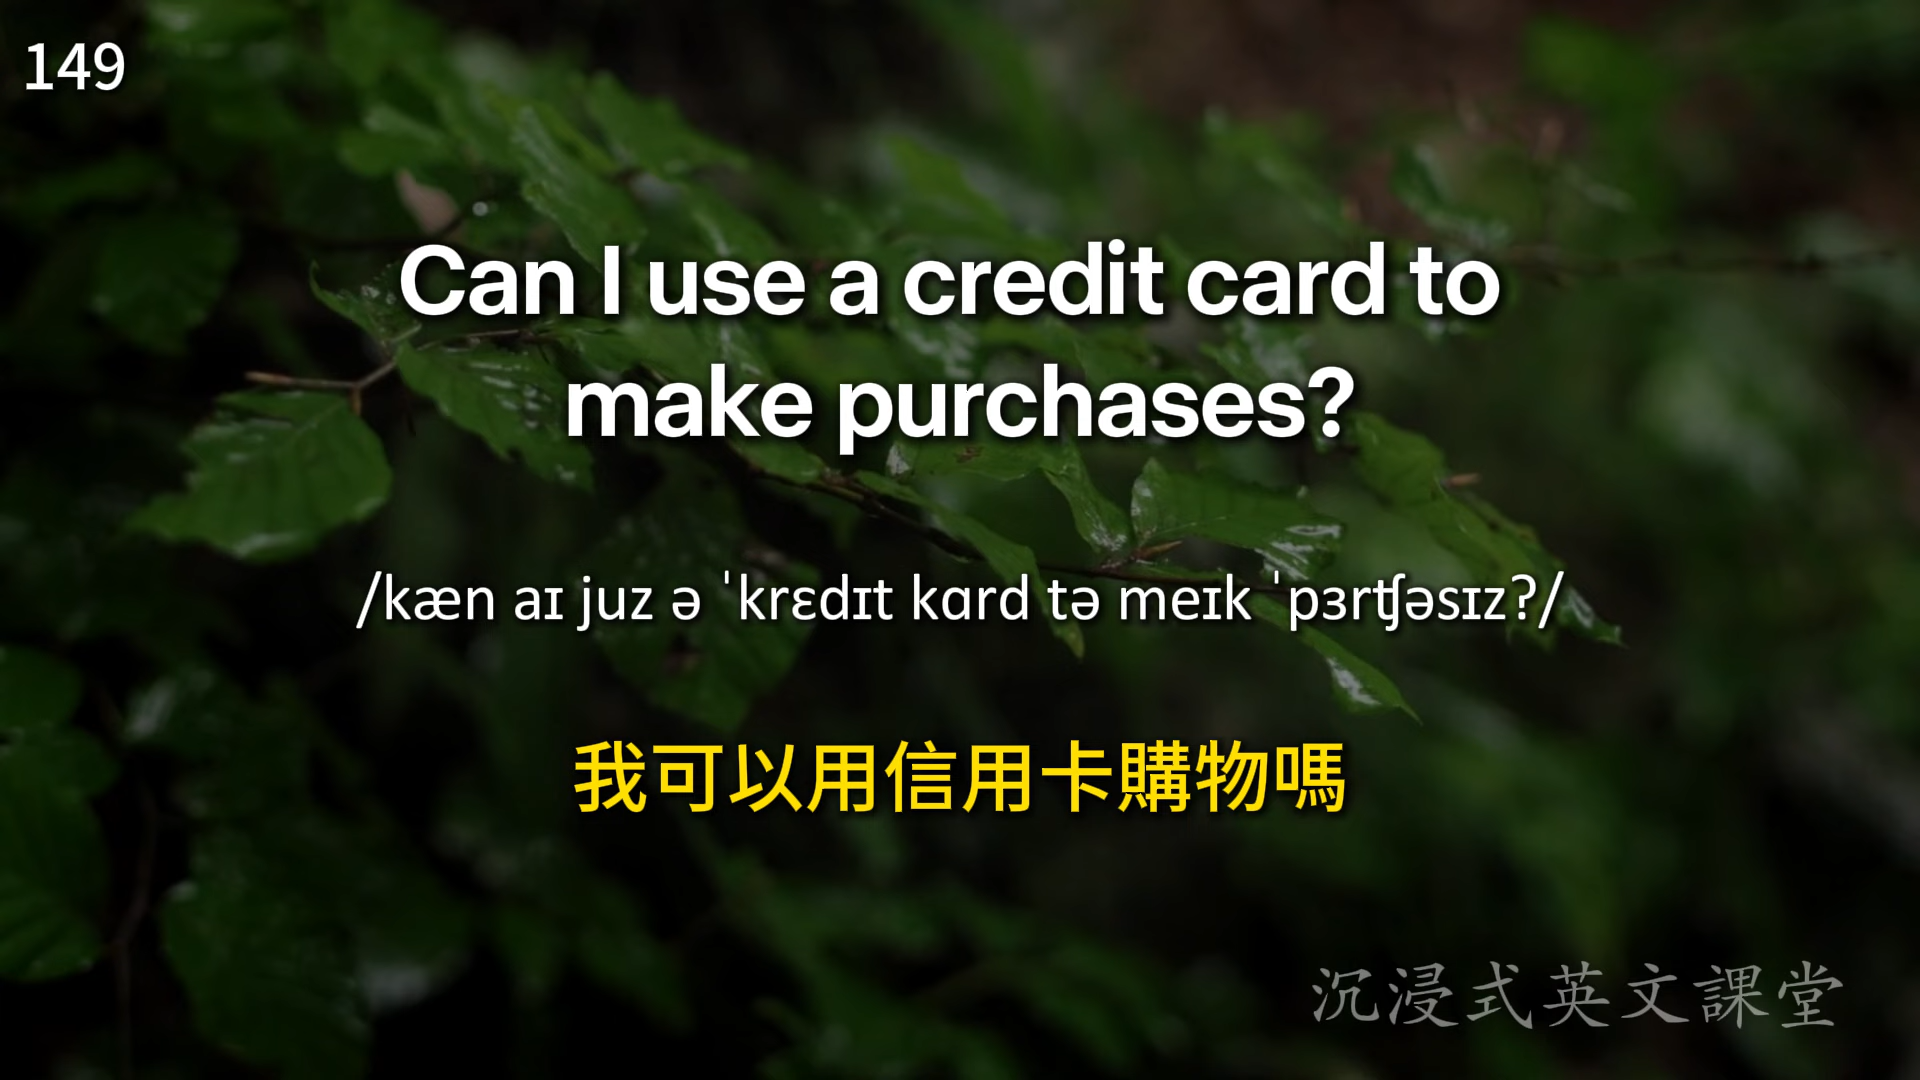 149
Can I use a credit card to
make purchases?
/kæn aɪ juz ə ˈkrɛdɪt kɑrd tə meɪk ˈpɜrʧəsɪz?/
我可以用信用卡購物嗎
沉浸式英文課堂